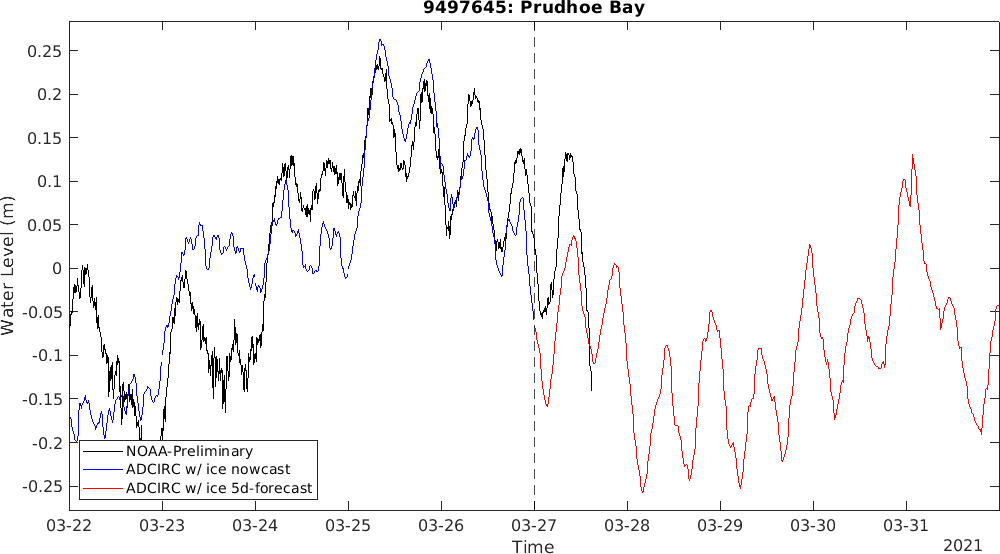 9497645: Prudhoe Bay
Water Level (m)
0.25
0.2
0.15
0.1
0.05
0
-0.05
-0.1
-0.15
-0.2
-0.25
NOAA-Preliminary
ADCIRC w/ ice nowcast
ADCIRC w/ ice 5d-forecast
03-22 03-23 03-24 03-25 03-26 03-27 03-28 03-29 03-30 03-31
Time
2021